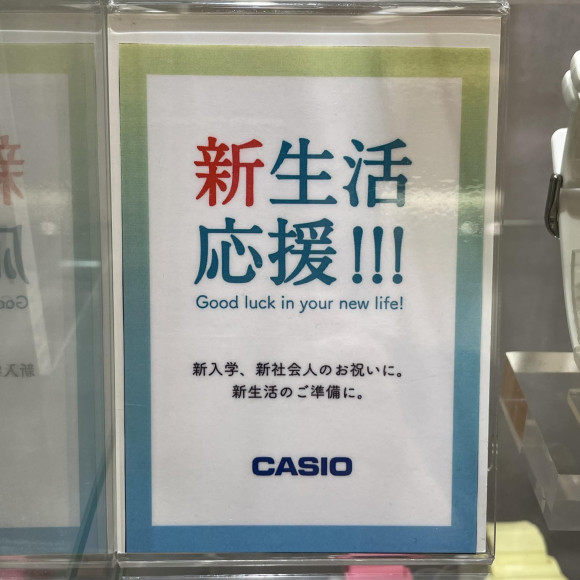 新生活
応援!!!
Good luck in your new life!
新入学、新社会人のお祝いに。
新生活のご準備に。
CASIO